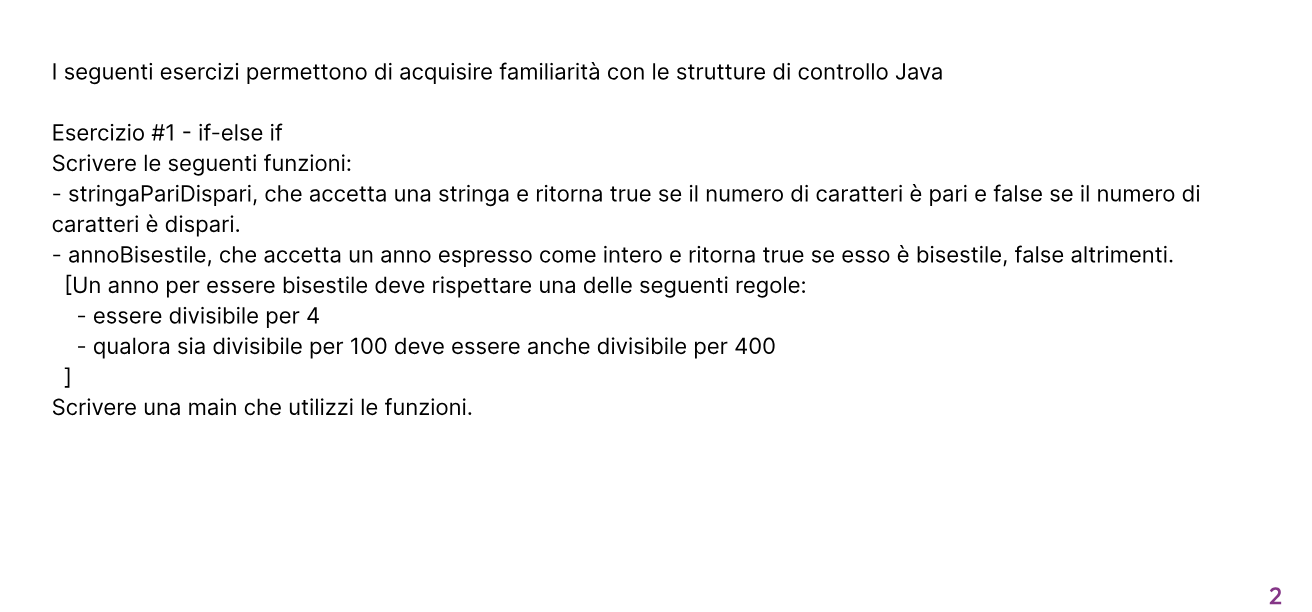 I seguenti esercizi permettono di acquisire familiarità con le strutture di controllo Java
Esercizio #1 - if-else if
Scrivere le seguenti funzioni:
- stringaPariDispari, che accetta una stringa e ritorna true se il numero di caratteri è pari e false se il numero di
caratteri è dispari.
- annoBisestile, che accetta un anno espresso come intero e ritorna true se esso è bisestile, false altrimenti.
[Un anno per essere bisestile deve rispettare una delle seguenti regole:
- essere divisibile per 4
- qualora sia divisibile per 100 deve essere anche divisibile per 400
]
Scrivere una main che utilizzi le funzioni.
2